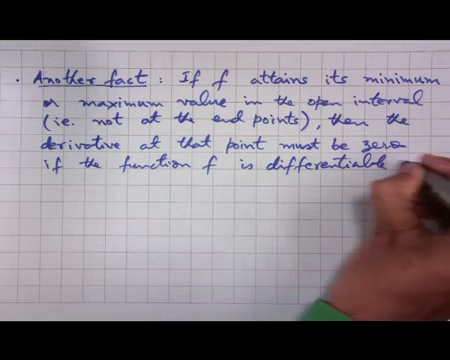 . Another fact : If f attains its minimum
or maximum value in the open interval
(i.e. not at the end points), then the
derivative at that point must be zero
if the function f is differentiable